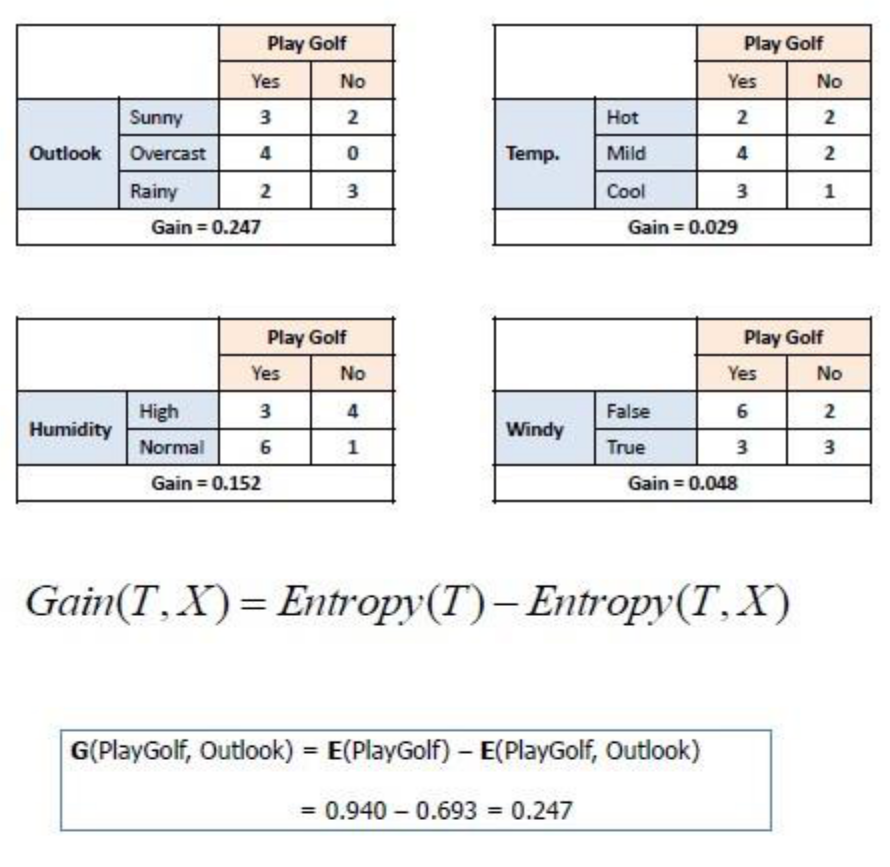 Play Golf
Yes No
Outlook Sunny 3 2
Overcast 4 0
Rainy 2 3
Gain = 0.247
Play Golf
Yes No
Temp. Hot 2 2
Mild 4 2
Cool 3 1
Gain = 0.029
Play Golf
Yes No
Humidity High 3 4
Normal 6 1
Gain = 0.152
Play Golf
Yes No
Windy False 6 2
True 3 3
Gain = 0.048
Gain(T, X) = Entropy(T) – Entropy(T, X)
G(PlayGolf, Outlook) = E(PlayGolf) – E(PlayGolf, Outlook)
= 0.940 – 0.693 = 0.247